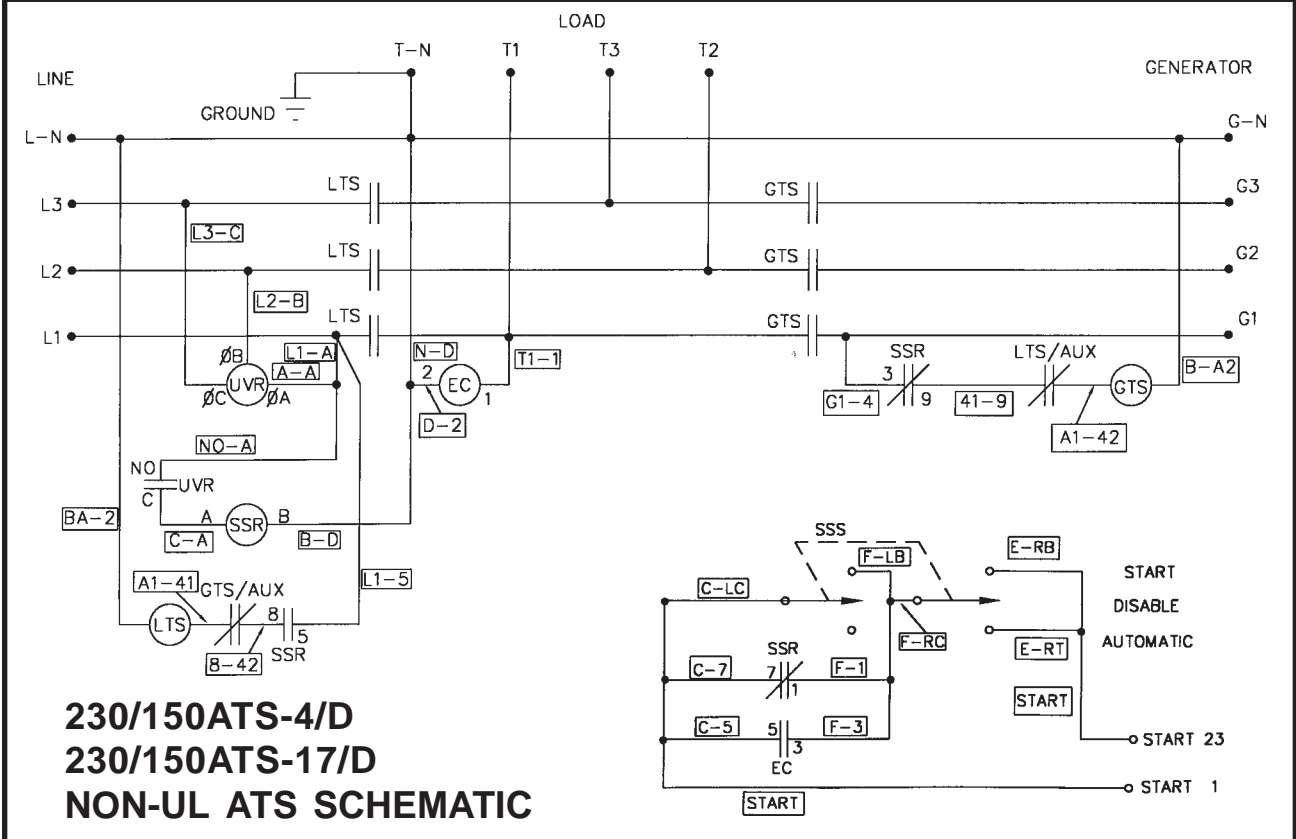 LOAD
T-N T1 T3 T2
LINE
GENERATOR
GROUND
L-N
G-N
LTS
GTS
L3
G3
L3-C
LTS
GTS
L2
G2
L2-B
LTS
GTS
L1
G1
L1-A
N-D
T1-1
SSR
LTS/AUX
ØB
A-A
2
3
B-A2
UVR
EC
GTS
ØC
ØA
1
G1-4
9
41-9
D-2
A1-42
NO-A
NO
UVR
C
BA-2
A
SSR
B
C-A
B-D
SSS
F-LB
E-RB
START
A1-41
GTS/AUX
L1-5
C-LC
DISABLE
LTS
8
5
SSR
F-RC
E-RT
AUTOMATIC
8-42
SSR
C-7
7
1
F-1
START
C-5
5
3
F-3
START 23
EC
START
START 1
230/150ATS-4/D
230/150ATS-17/D
NON-UL ATS SCHEMATIC